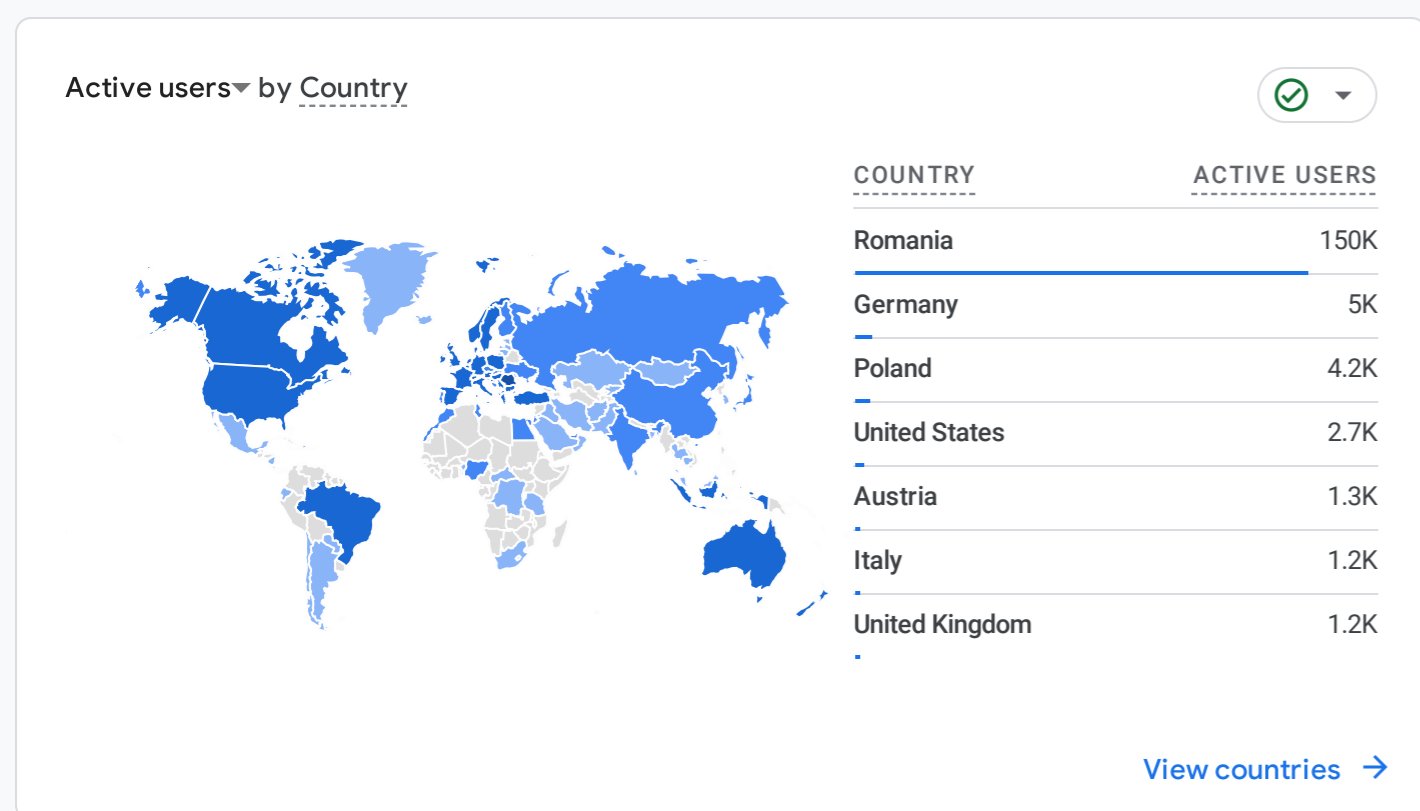 Active users by Country
COUNTRY ACTIVE USERS
Romania 150K
Germany 5K
Poland 4.2K
United States 2.7K
Austria 1.3K
Italy 1.2K
United Kingdom 1.2K
View countries